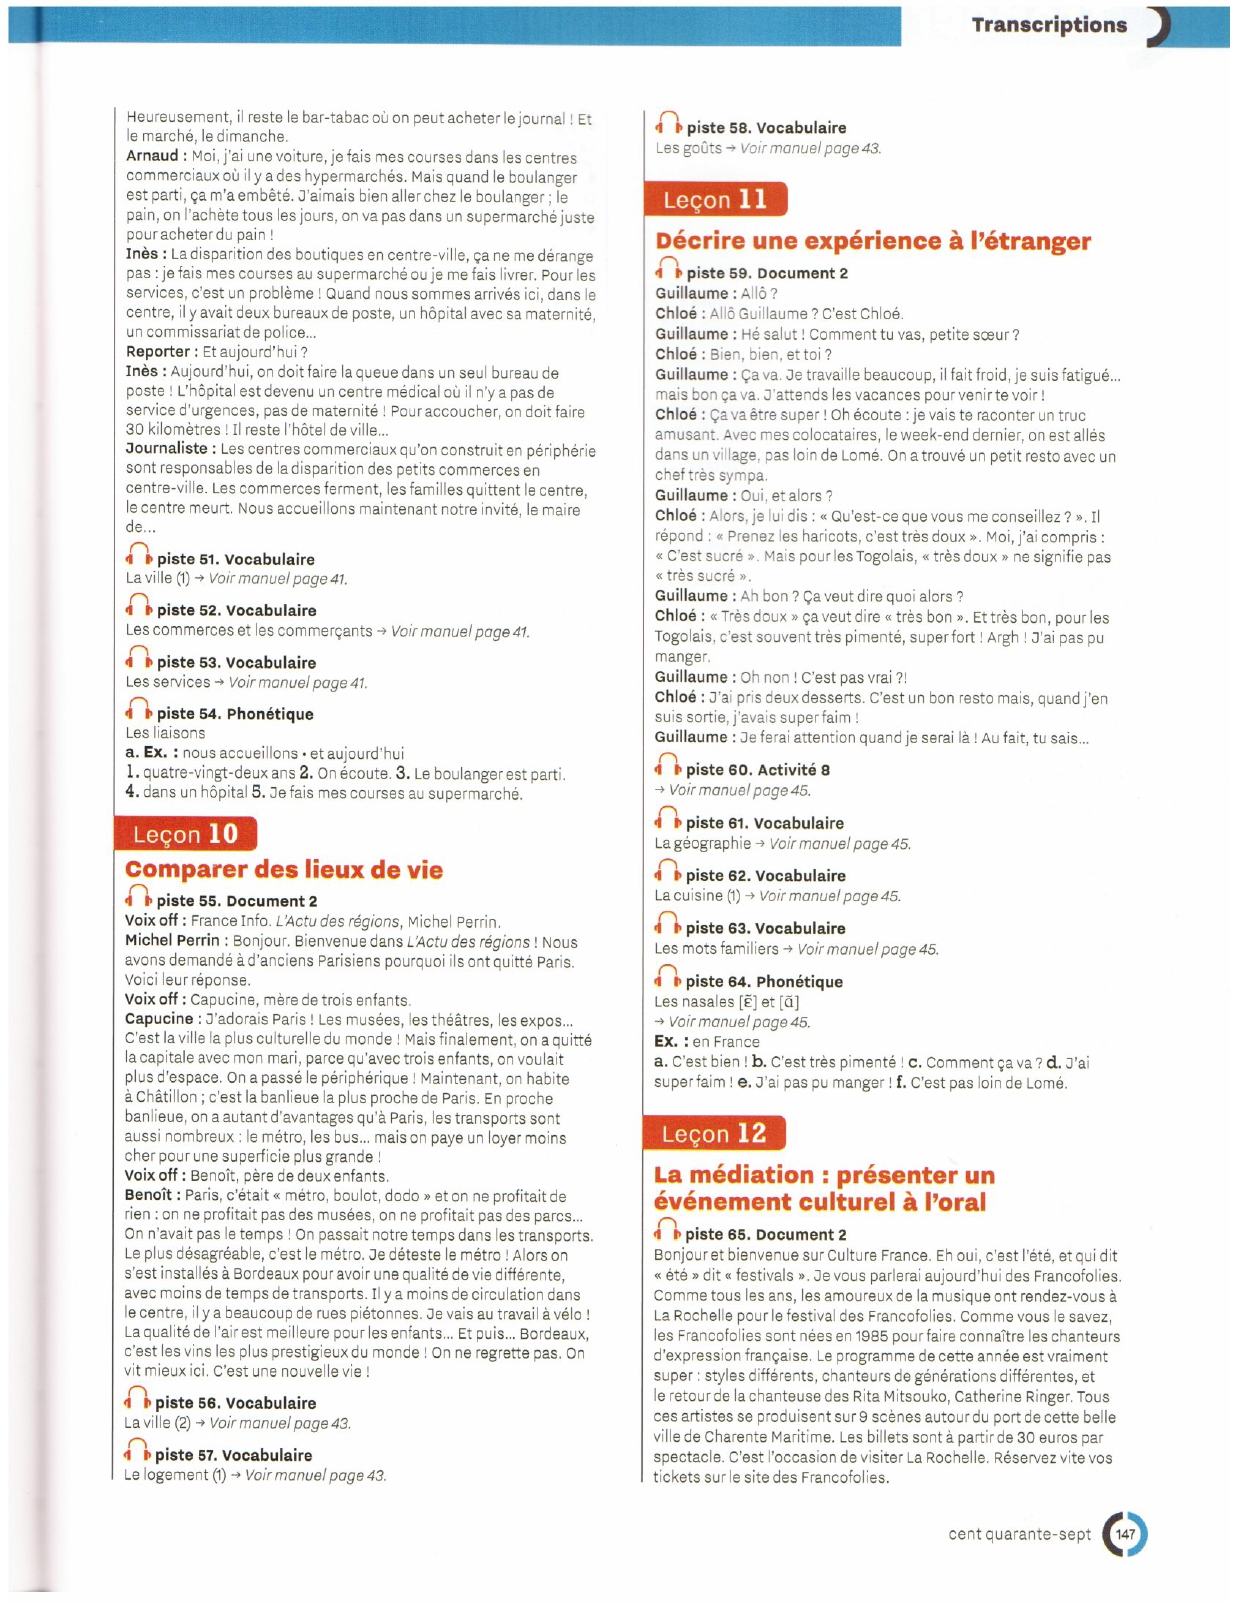 Transcriptions
Heureusement, il reste le bar-tabac où on peut acheter le journal ! Et
le marché, le dimanche.
Arnaud : Moi, j'ai une voiture, je fais mes courses dans les centres
commerciaux où il y a des hypermarchés. Mais quand le boulanger
est parti, ça m'a embêté. J'aimais bien aller chez le boulanger ; le
pain, on l'achète tous les jours, on va pas dans un supermarché juste
pour acheter du pain !
Inès : La disparition des boutiques en centre-ville, ça ne me dérange
pas : je fais mes courses au supermarché ou je me fais livrer. Pour les
services, c'est un problème ! Quand nous sommes arrivés ici, dans le
centre, il y avait deux bureaux de poste, un hôpital avec sa maternité,
un commissariat de police...
Reporter : Et aujourd'hui ?
Inès : Aujourd'hui, on doit faire la queue dans un seul bureau de
poste ! L'hôpital est devenu un centre médical où il n'y a pas de
service d'urgences, pas de maternité ! Pour accoucher, on doit faire
30 kilomètres ! Il reste l'hôtel de ville...
Journaliste : Les centres commerciaux qu'on construit en périphérie
sont responsables de la disparition des petits commerces en
centre-ville. Les commerces ferment, les familles quittent le centre,
le centre meurt. Nous accueillons maintenant notre invité, le maire
de...
piste 51. Vocabulaire
La ville (1) → Voir manuel page 41.
piste 52. Vocabulaire
Les commerces et les commerçants → Voir manuel page 41.
piste 53. Vocabulaire
Les services → Voir manuel page 41.
piste 54. Phonétique
Les liaisons
a. Ex. : nous accueillons • et aujourd'hui
1. quatre-vingt-deux ans 2. On écoute. 3. Le boulanger est parti.
4. dans un hôpital 5. Je fais mes courses au supermarché.
Leçon 10
Comparer des lieux de vie
piste 55. Document 2
Voix off : France Info. L'Actu des régions, Michel Perrin.
Michel Perrin : Bonjour. Bienvenue dans L'Actu des régions ! Nous
avons demandé à d'anciens Parisiens pourquoi ils ont quitté Paris.
Voici leur réponse.
Voix off : Capucine, mère de trois enfants.
Capucine : J'adorais Paris ! Les musées, les théâtres, les expos...
C'est la ville la plus culturelle du monde ! Mais finalement, on a quitté
la capitale avec mon mari, parce qu'avec trois enfants, on voulait
plus d'espace. On a passé le périphérique ! Maintenant, on habite
à Châtillon ; c'est la banlieue la plus proche de Paris. En proche
banlieue, on a autant d'avantages qu'à Paris, les transports sont
aussi nombreux : le métro, les bus... mais on paye un loyer moins
cher pour une superficie plus grande !
Voix off : Benoît, père de deux enfants.
Benoît : Paris, c'était « métro, boulot, dodo » et on ne profitait de
rien : on ne profitait pas des musées, on ne profitait pas des parcs...
On n'avait pas le temps ! On passait notre temps dans les transports.
Le plus désagréable, c'est le métro. Je déteste le métro ! Alors on
s'est installés à Bordeaux pour avoir une qualité de vie différente,
avec moins de temps de transports. Il y a moins de circulation dans
le centre, il y a beaucoup de rues piétonnes. Je vais au travail à vélo !
La qualité de l'air est meilleure pour les enfants... Et puis... Bordeaux,
c'est les vins les plus prestigieux du monde ! On ne regrette pas. On
vit mieux ici. C'est une nouvelle vie !
piste 56. Vocabulaire
La ville (2) → Voir manuel page 43.
piste 57. Vocabulaire
Le logement (1) → Voir manuel page 43.
piste 58. Vocabulaire
Les goûts → Voir manuel page 43.
Leçon 11
Décrire une expérience à l'étranger
piste 59. Document 2
Guillaume : Allô ?
Chloé : Allô Guillaume ? C'est Chloé.
Guillaume : Hé salut ! Comment tu vas, petite sœur ?
Chloé : Bien, bien, et toi ?
Guillaume : Ça va. Je travaille beaucoup, il fait froid, je suis fatigué...
mais bon ça va. J'attends les vacances pour venir te voir !
Chloé : Ça va être super ! Oh écoute : je vais te raconter un truc
amusant. Avec mes colocataires, le week-end dernier, on est allés
dans un village, pas loin de Lomé. On a trouvé un petit resto avec un
chef très sympa.
Guillaume : Oui, et alors ?
Chloé : Alors, je lui dis : « Qu'est-ce que vous me conseillez ? ». Il
répond : « Prenez les haricots, c'est très doux ». Moi, j'ai compris :
« C'est sucré ». Mais pour les Togolais, « très doux » ne signifie pas
« très sucré ».
Guillaume : Ah bon ? Ça veut dire quoi alors ?
Chloé : « Très doux » ça veut dire « très bon ». Et très bon, pour les
Togolais, c'est souvent très pimenté, super fort ! Argh ! J'ai pas pu
manger.
Guillaume : Oh non ! C'est pas vrai ?!
Chloé : J'ai pris deux desserts. C'est un bon resto mais, quand j'en
suis sortie, j'avais super faim !
Guillaume : Je ferai attention quand je serai là ! Au fait, tu sais...
piste 60. Activité 8
→ Voir manuel page 45.
piste 61. Vocabulaire
La géographie → Voir manuel page 45.
piste 62. Vocabulaire
La cuisine (1) → Voir manuel page 45.
piste 63. Vocabulaire
Les mots familiers → Voir manuel page 45.
piste 64. Phonétique
Les nasales [ɛ̃] et [ɑ̃]
→ Voir manuel page 45.
Ex. : en France
a. C'est bien ! b. C'est très pimenté ! c. Comment ça va ? d. J'ai
super faim ! e. J'ai pas pu manger ! f. C'est pas loin de Lomé.
Leçon 12
La médiation : présenter un
événement culturel à l'oral
piste 65. Document 2
Bonjour et bienvenue sur Culture France. Eh oui, c'est l'été, et qui dit
« été » dit « festivals ». Je vous parlerai aujourd'hui des Francofolies.
Comme tous les ans, les amoureux de la musique ont rendez-vous à
La Rochelle pour le festival des Francofolies. Comme vous le savez,
les Francofolies sont nées en 1985 pour faire connaître les chanteurs
d'expression française. Le programme de cette année est vraiment
super : styles différents, chanteurs de générations différentes, et
le retour de la chanteuse des Rita Mitsouko, Catherine Ringer. Tous
ces artistes se produisent sur 9 scènes autour du port de cette belle
ville de Charente Maritime. Les billets sont à partir de 30 euros par
spectacle. C'est l'occasion de visiter La Rochelle. Réservez vite vos
tickets sur le site des Francofolies.
cent quarante-sept 147